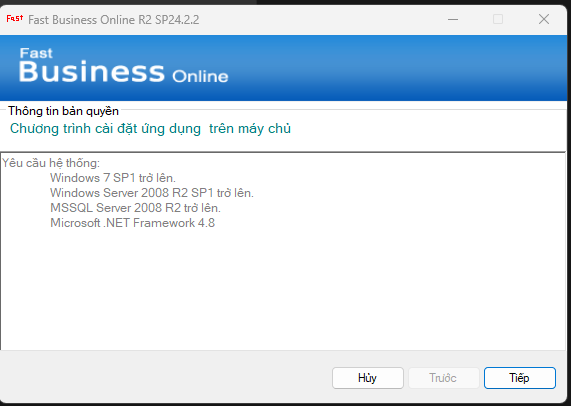 Fast Fast Business Online R2 SP24.2.2
Fast
Business Online
Thông tin bản quyền
Chương trình cài đặt ứng dụng  trên máy chủ
Yêu cầu hệ thống:
Windows 7 SP1 trở lên.
Windows Server 2008 R2 SP1 trở lên.
MSSQL Server 2008 R2 trở lên.
Microsoft .NET Framework 4.8
Hủy Trước Tiếp